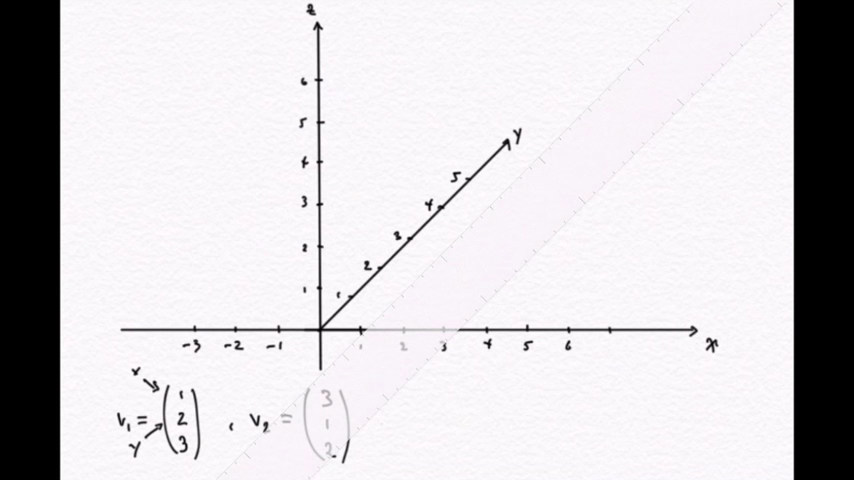 z
6
5
4
3
2
1
y
5
4
3
2
1
-3 -2 -1 1 2 3 4 5 6 x
x
V₁ = (1 2 3) , V₂ = (3 1 2)
y